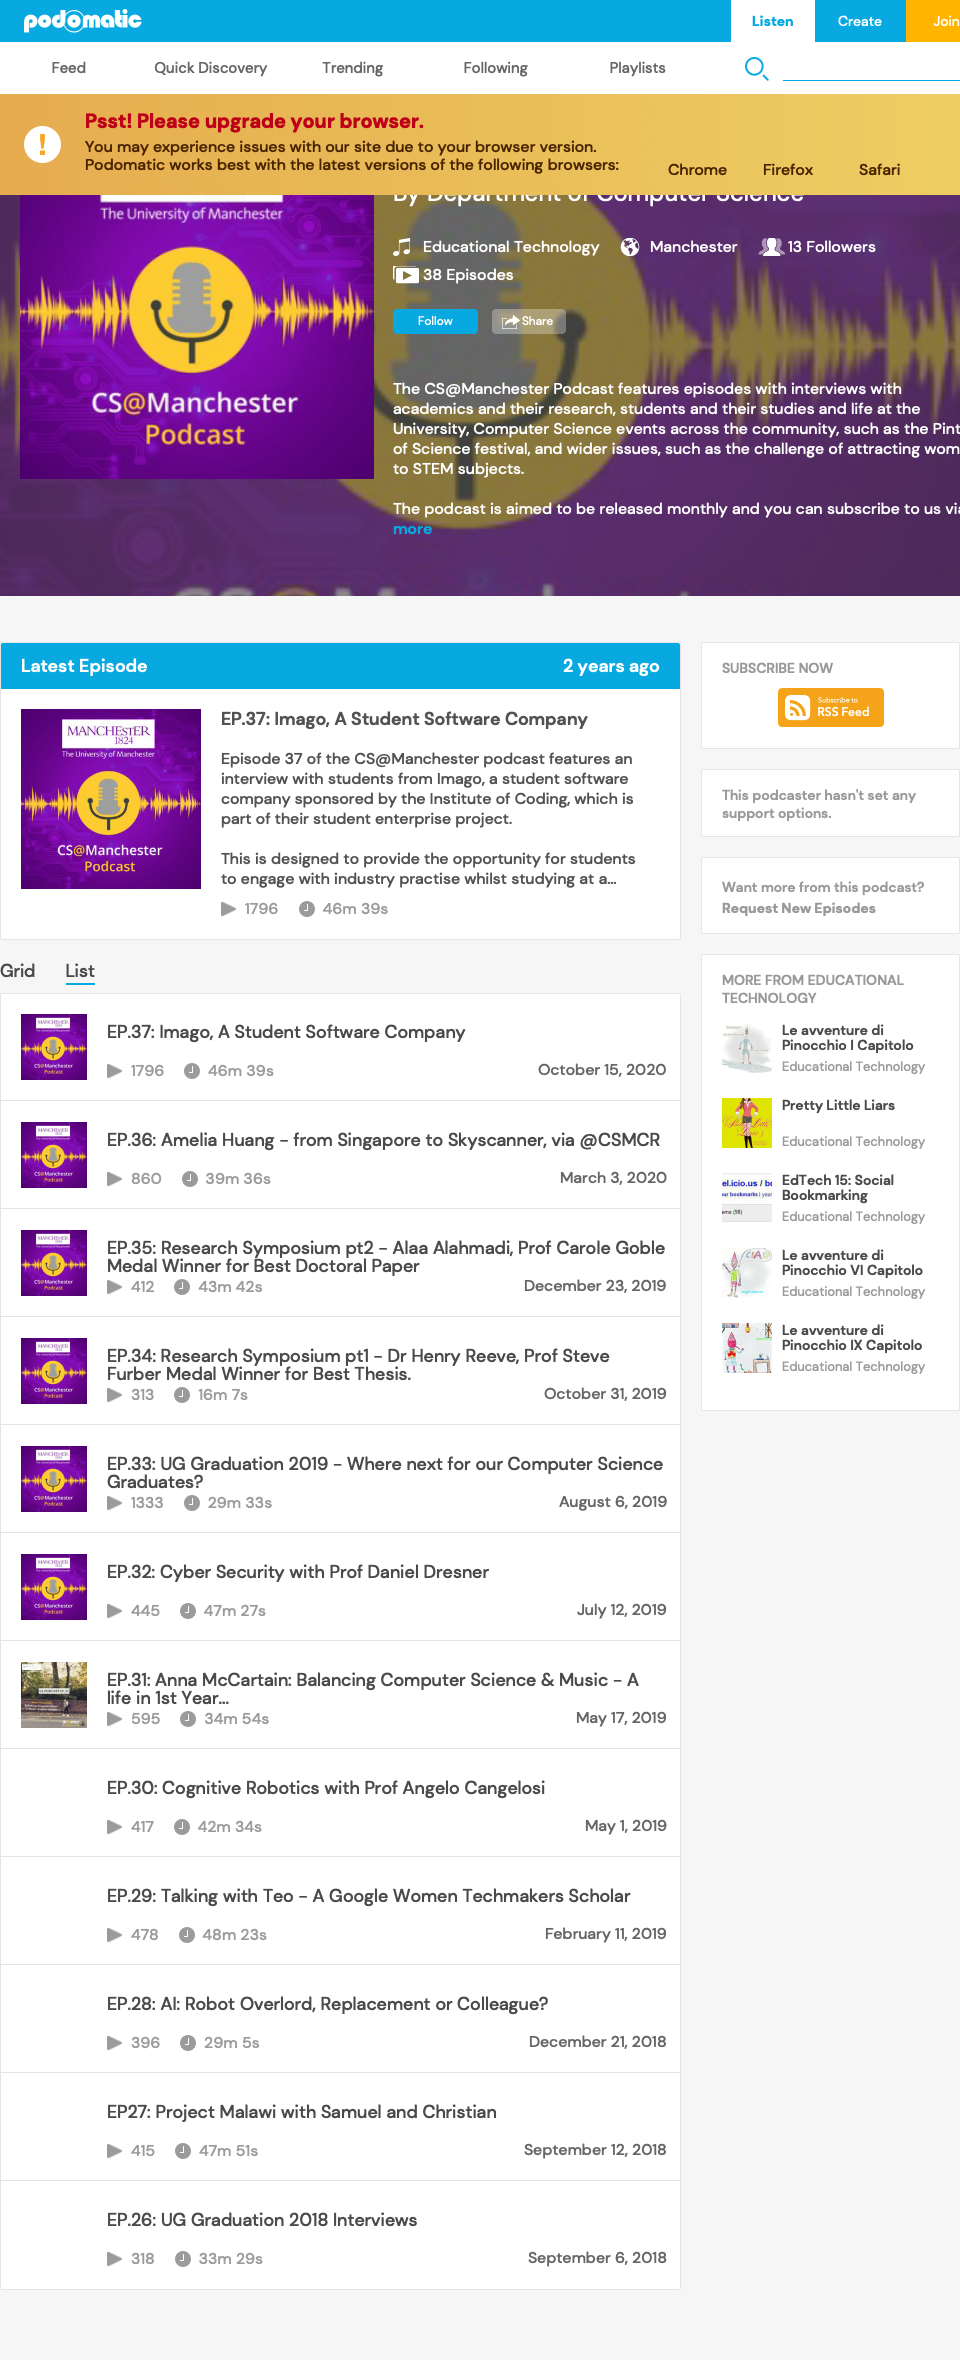 podomatic
Listen
Create
Join
Feed
Quick Discovery
Trending
Following
Playlists
Psst! Please upgrade your browser.
You may experience issues with our site due to your browser version.
Podomatic works best with the latest versions of the following browsers:
Chrome
Firefox
Safari
By Department of Computer Science
The University of Manchester
CS@Manchester
Podcast
Educational Technology
Manchester
13 Followers
38 Episodes
Follow
Share
The CS@Manchester Podcast features episodes with interviews with
academics and their research, students and their studies and life at the
University, Computer Science events across the community, such as the Pint
of Science festival, and wider issues, such as the challenge of attracting wom
to STEM subjects.
The podcast is aimed to be released monthly and you can subscribe to us via
more
Latest Episode
2 years ago
MANCHESTER
1824
The University of Manchester
CS@Manchester
Podcast
EP.37: Imago, A Student Software Company
Episode 37 of the CS@Manchester podcast features an
interview with students from Imago, a student software
company sponsored by the Institute of Coding, which is
part of their student enterprise project.
This is designed to provide the opportunity for students
to engage with industry practise whilst studying at a...
1796
46m 39s
SUBSCRIBE NOW
Subscribe to
RSS Feed
This podcaster hasn't set any
support options.
Want more from this podcast?
Request New Episodes
Grid
List
EP.37: Imago, A Student Software Company
1796
46m 39s
October 15, 2020
EP.36: Amelia Huang - from Singapore to Skyscanner, via @CSMCR
860
39m 36s
March 3, 2020
EP.35: Research Symposium pt2 - Alaa Alahmadi, Prof Carole Goble
Medal Winner for Best Doctoral Paper
412
43m 42s
December 23, 2019
EP.34: Research Symposium pt1 - Dr Henry Reeve, Prof Steve
Furber Medal Winner for Best Thesis.
313
16m 7s
October 31, 2019
EP.33: UG Graduation 2019 - Where next for our Computer Science
Graduates?
1333
29m 33s
August 6, 2019
EP.32: Cyber Security with Prof Daniel Dresner
445
47m 27s
July 12, 2019
EP.31: Anna McCartain: Balancing Computer Science & Music - A
life in 1st Year...
595
34m 54s
May 17, 2019
EP.30: Cognitive Robotics with Prof Angelo Cangelosi
417
42m 34s
May 1, 2019
EP.29: Talking with Teo - A Google Women Techmakers Scholar
478
48m 23s
February 11, 2019
EP.28: AI: Robot Overlord, Replacement or Colleague?
396
29m 5s
December 21, 2018
EP27: Project Malawi with Samuel and Christian
415
47m 51s
September 12, 2018
EP.26: UG Graduation 2018 Interviews
318
33m 29s
September 6, 2018
MORE FROM EDUCATIONAL
TECHNOLOGY
Le avventure di
Pinocchio I Capitolo
Educational Technology
Pretty Little Liars
Educational Technology
EdTech 15: Social
Bookmarking
Educational Technology
Le avventure di
Pinocchio VI Capitolo
Educational Technology
Le avventure di
Pinocchio IX Capitolo
Educational Technology